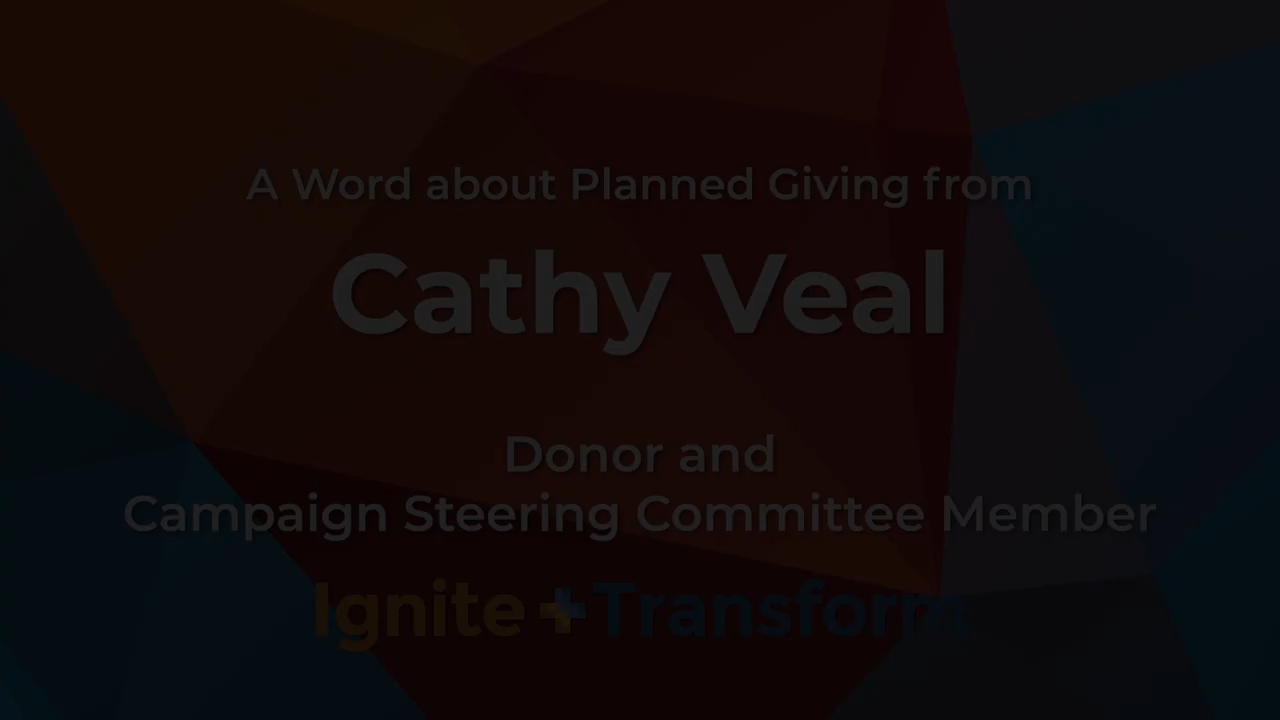 A Word about Planned Giving from
Cathy Veal
Donor and
Campaign Steering Committee Member
Ignite + Transform